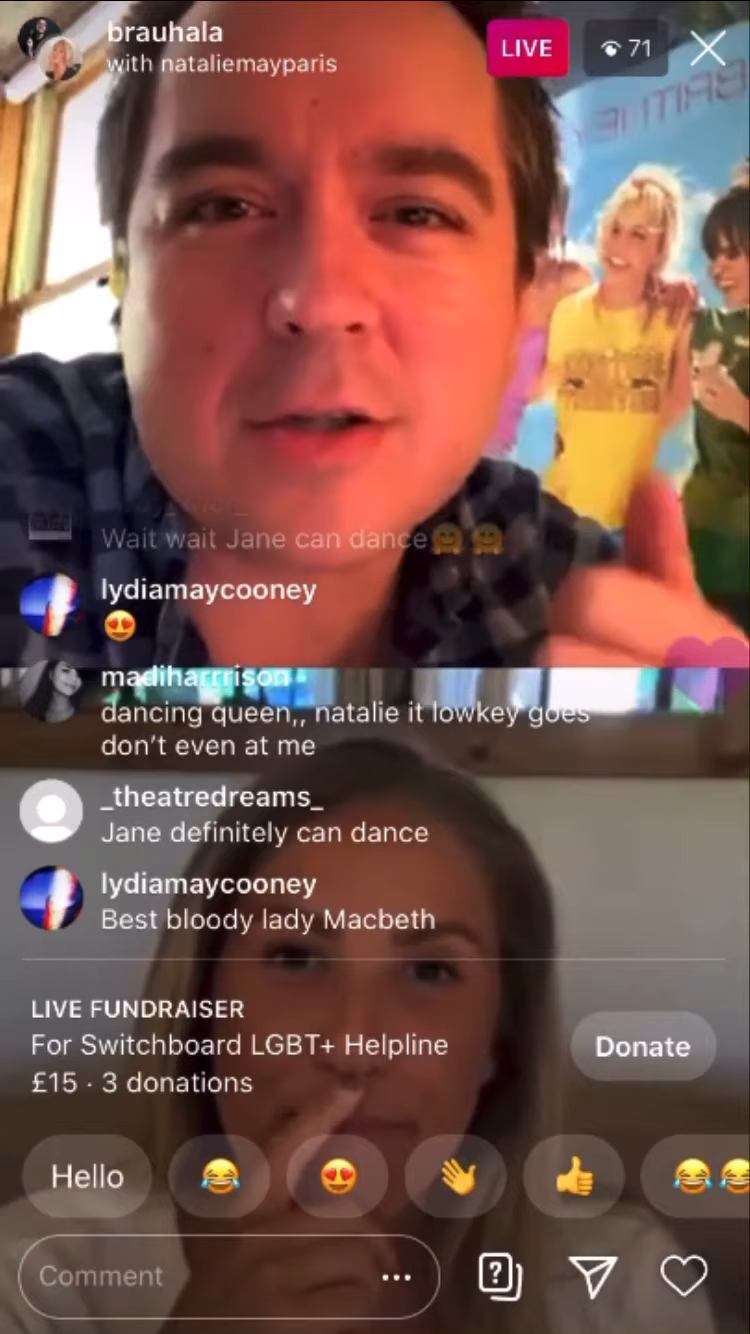 brauhala
with nataliemayparis
LIVE
71
Wait wait Jane can dance🤗 🤗
lydiamaycooney
😍
madiharrrison
dancing queen,, natalie it lowkey goes
don’t even at me
_theatredreams_
Jane definitely can dance
lydiamaycooney
Best bloody lady Macbeth
LIVE FUNDRAISER
For Switchboard LGBT+ Helpline
£15 · 3 donations
Donate
Hello 😂 😍 👋 👍 😂 😂
Comment